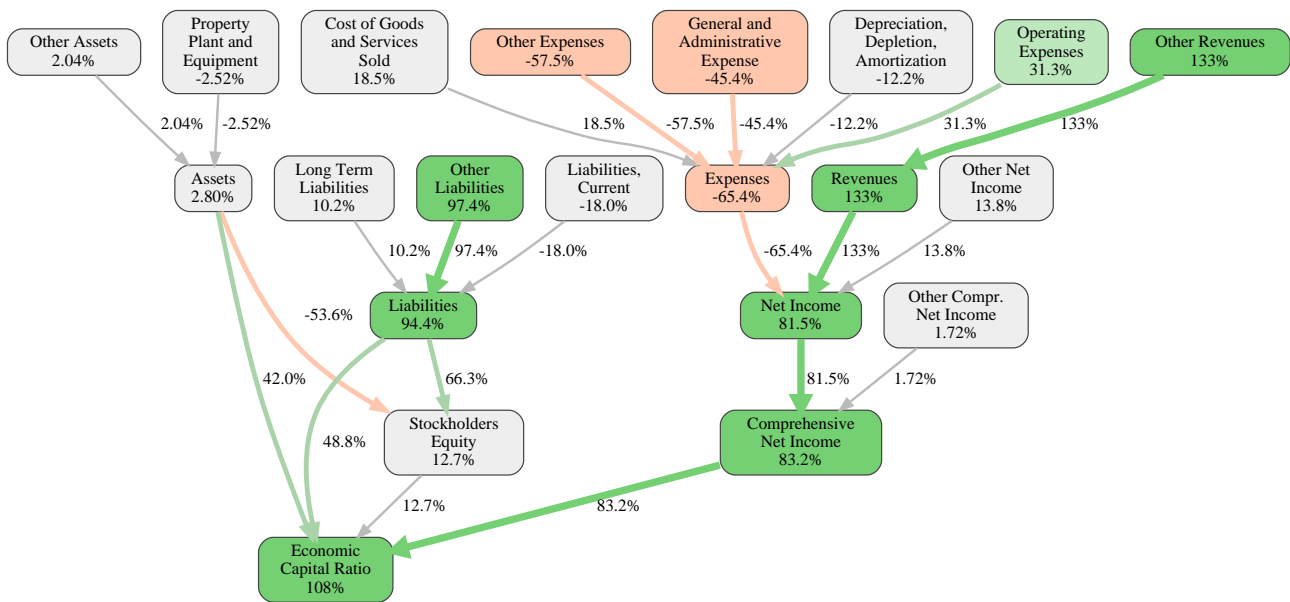 Other Assets
2.04%
Property
Plant and
Equipment
-2.52%
Cost of Goods
and Services
Sold
18.5%
Other Expenses
-57.5%
General and
Administrative
Expense
-45.4%
Depreciation,
Depletion,
Amortization
-12.2%
Operating
Expenses
31.3%
Other Revenues
133%
2.04%
-2.52%
18.5%
-57.5%
-45.4%
-12.2%
31.3%
133%
Assets
2.80%
Long Term
Liabilities
10.2%
Other
Liabilities
97.4%
Liabilities,
Current
-18.0%
Expenses
-65.4%
Revenues
133%
Other Net
Income
13.8%
10.2%
97.4%
-18.0%
-65.4%
133%
13.8%
Liabilities
94.4%
Net Income
81.5%
Other Compr.
Net Income
1.72%
-53.6%
42.0%
66.3%
81.5%
1.72%
48.8%
Stockholders
Equity
12.7%
Comprehensive
Net Income
83.2%
12.7%
83.2%
Economic
Capital Ratio
108%